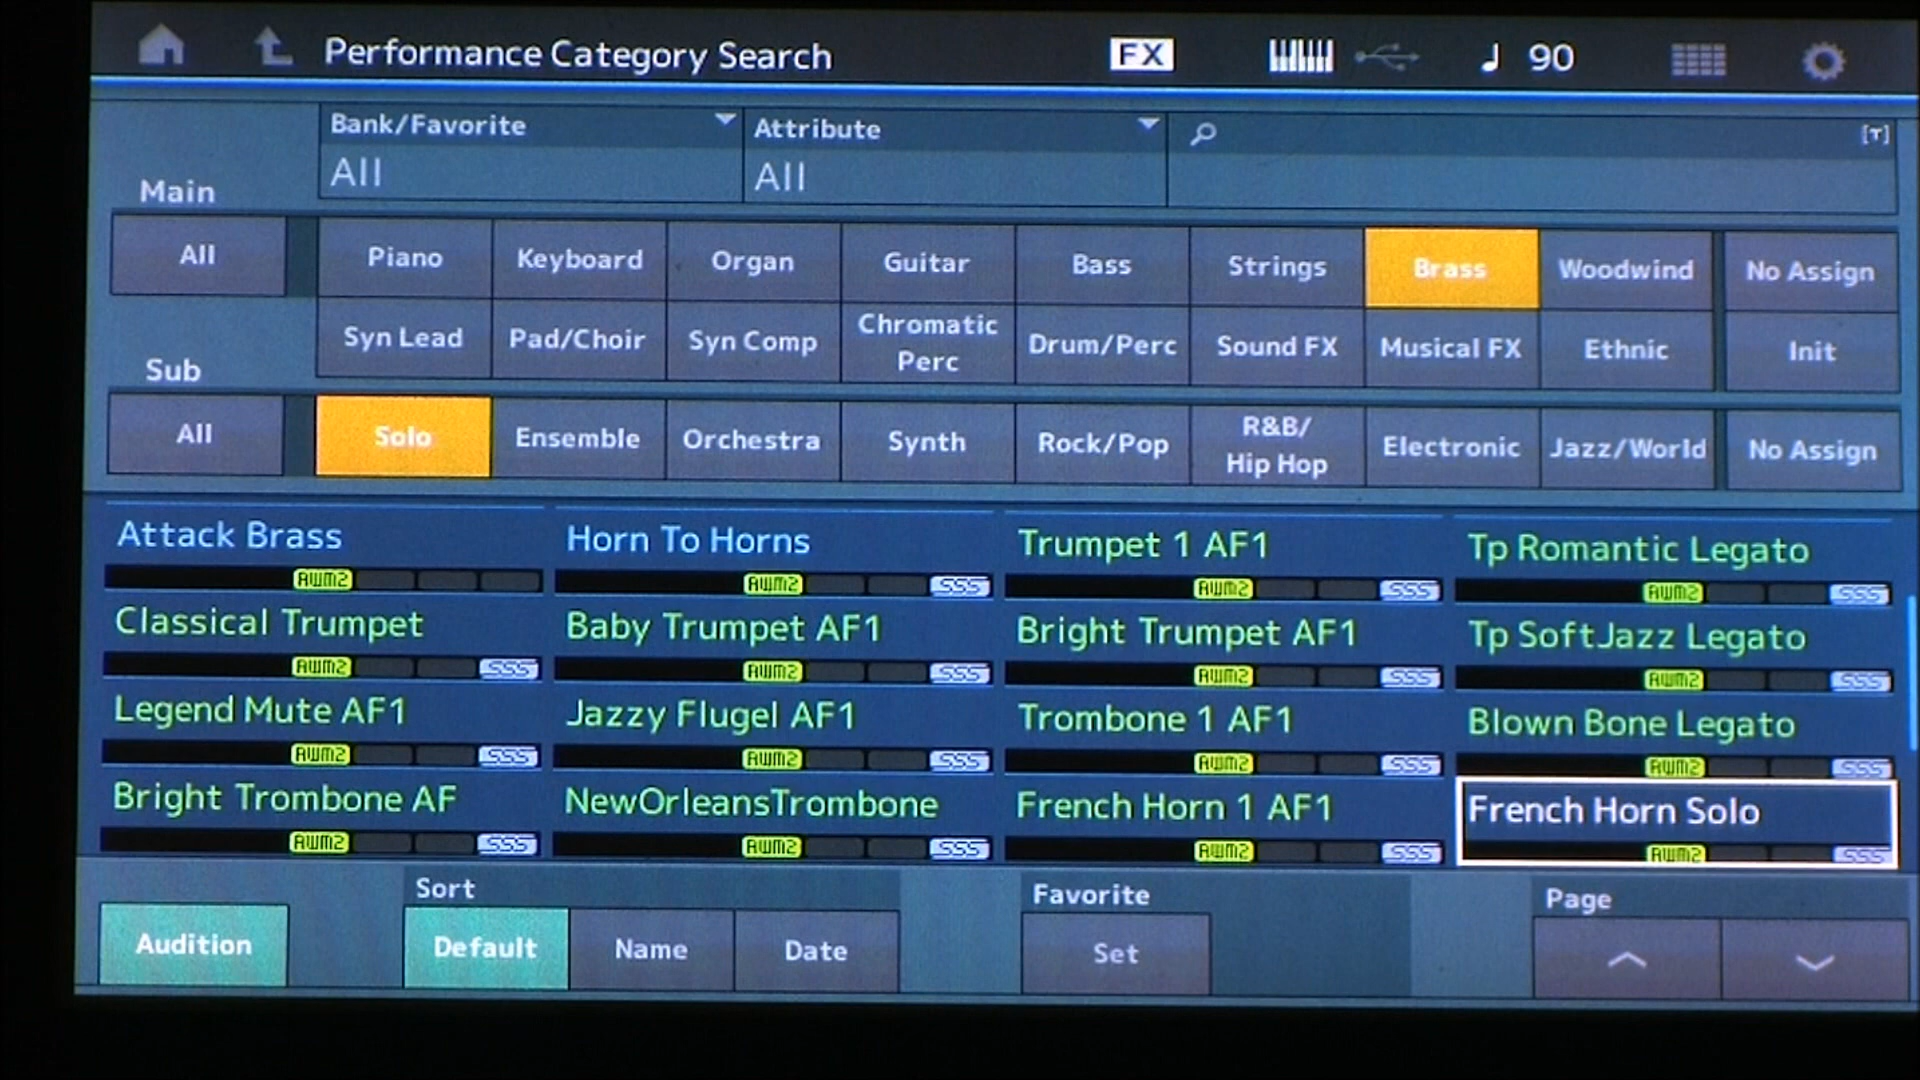 Performance Category Search FX 90
Bank/Favorite Attribute [T]
All All
Main
All Piano Keyboard Organ Guitar Bass Strings Brass Woodwind No Assign
Syn Lead Pad/Choir Syn Comp Chromatic Perc Drum/Perc Sound FX Musical FX Ethnic Init
Sub
All Solo Ensemble Orchestra Synth Rock/Pop R&B/ Hip Hop Electronic Jazz/World No Assign
Attack Brass Horn To Horns Trumpet 1 AF1 Tp Romantic Legato
AWM2 AWM2 SSS AWM2 SSS AWM2 SSS
Classical Trumpet Baby Trumpet AF1 Bright Trumpet AF1 Tp SoftJazz Legato
AWM2 SSS AWM2 SSS AWM2 SSS AWM2 SSS
Legend Mute AF1 Jazzy Flugel AF1 Trombone 1 AF1 Blown Bone Legato
AWM2 SSS AWM2 SSS AWM2 SSS AWM2 SSS
Bright Trombone AF NewOrleansTrombone French Horn 1 AF1 French Horn Solo
AWM2 SSS AWM2 SSS AWM2 SSS AWM2 SSS
Sort Favorite Page
Audition Default Name Date Set